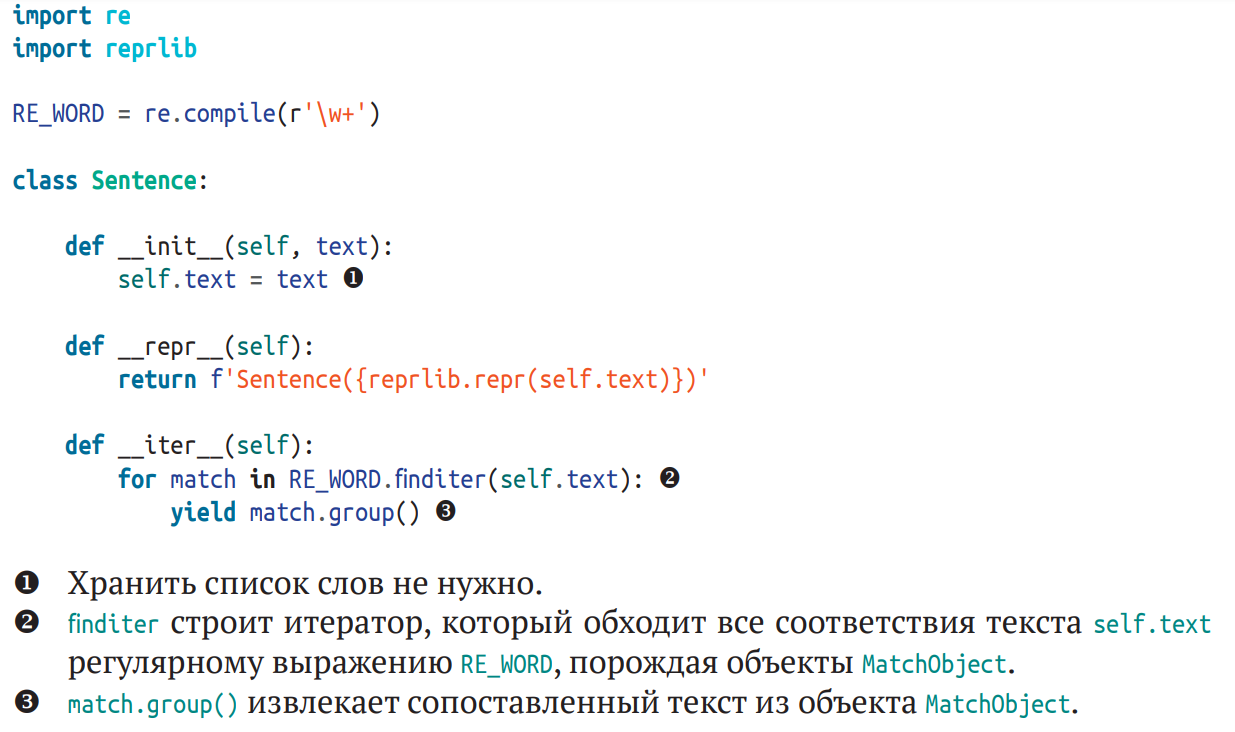 import re
import reprlib
RE_WORD = re.compile(r'\w+')
class Sentence:
    def __init__(self, text):
        self.text = text ❶
    def __repr__(self):
        return f'Sentence({reprlib.repr(self.text)})'
    def __iter__(self):
        for match in RE_WORD.finditer(self.text): ❷
            yield match.group() ❸
❶ Хранить список слов не нужно.
❷ finditer строит итератор, который обходит все соответствия текста self.text
регулярному выражению RE_WORD, порождая объекты MatchObject.
❸ match.group() извлекает сопоставленный текст из объекта MatchObject.